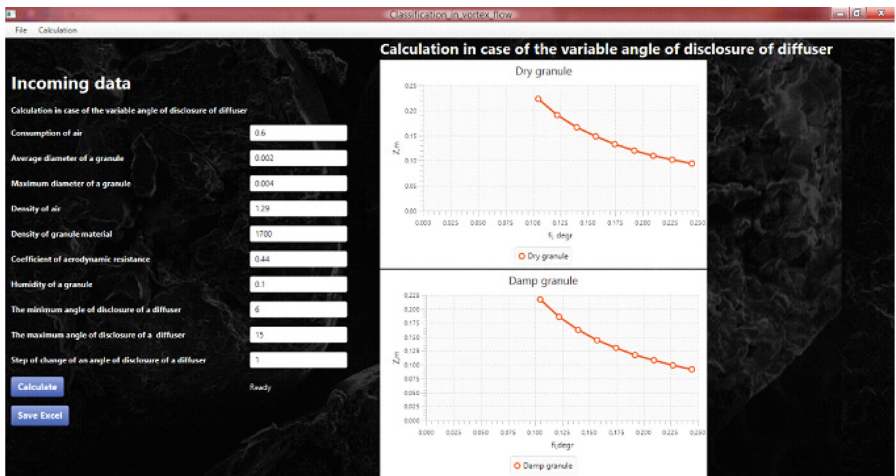 Classification_in_vortex_flow
File Calculation
Calculation in case of the variable angle of disclosure of diffuser
Incoming data
Calculation in case of the variable angle of disclosure of diffuser
Consumption of air 0.6
Average diameter of a granule 0.002
Maximum diameter of a granule 0.004
Density of air 1.29
Density of granule material 1700
Coefficient of aerodynamic resistance 0.44
Humidity of a granule 0.1
The minimum angle of disclosure of a diffuser 6
The maximum angle of disclosure of a diffuser 15
Step of change of an angle of disclosure of a diffuser 1
Calculate Ready
Save Excel
Dry granule
0.25
0.20
0.15
0.10
0.05
0.00
Z,m
0.000 0.025 0.050 0.075 0.100 0.125 0.150 0.175 0.200 0.225 0.250
fi, degr
Dry granule
Damp granule
0.225
0.200
0.175
0.150
0.125
0.100
0.075
0.050
0.025
0.000
Z,m
0.000 0.025 0.050 0.075 0.100 0.125 0.150 0.175 0.200 0.225 0.250
fi,degr
Damp granule